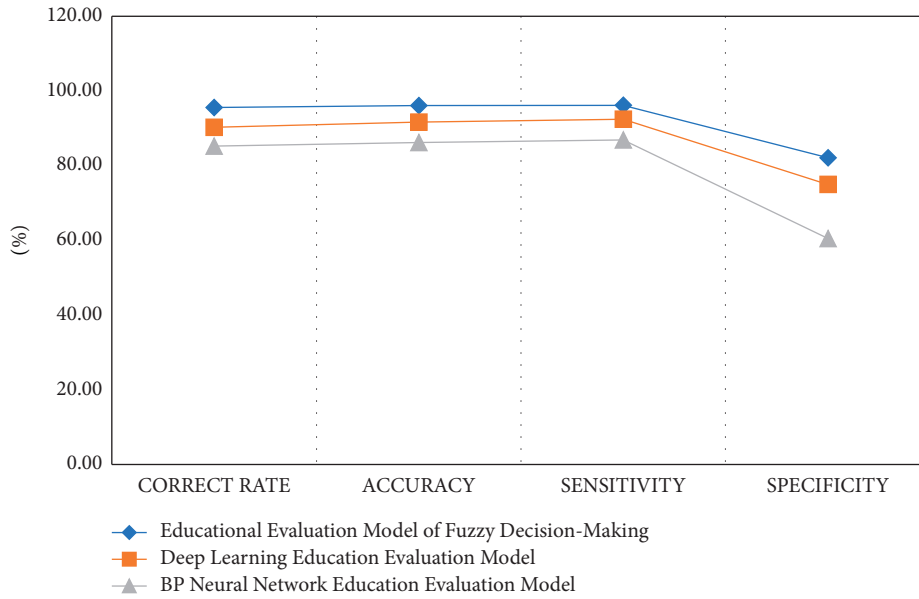 120.00
100.00
80.00
60.00
40.00
20.00
0.00
(%)
CORRECT RATE ACCURACY SENSITIVITY SPECIFICITY
Educational Evaluation Model of Fuzzy Decision-Making
Deep Learning Education Evaluation Model
BP Neural Network Education Evaluation Model